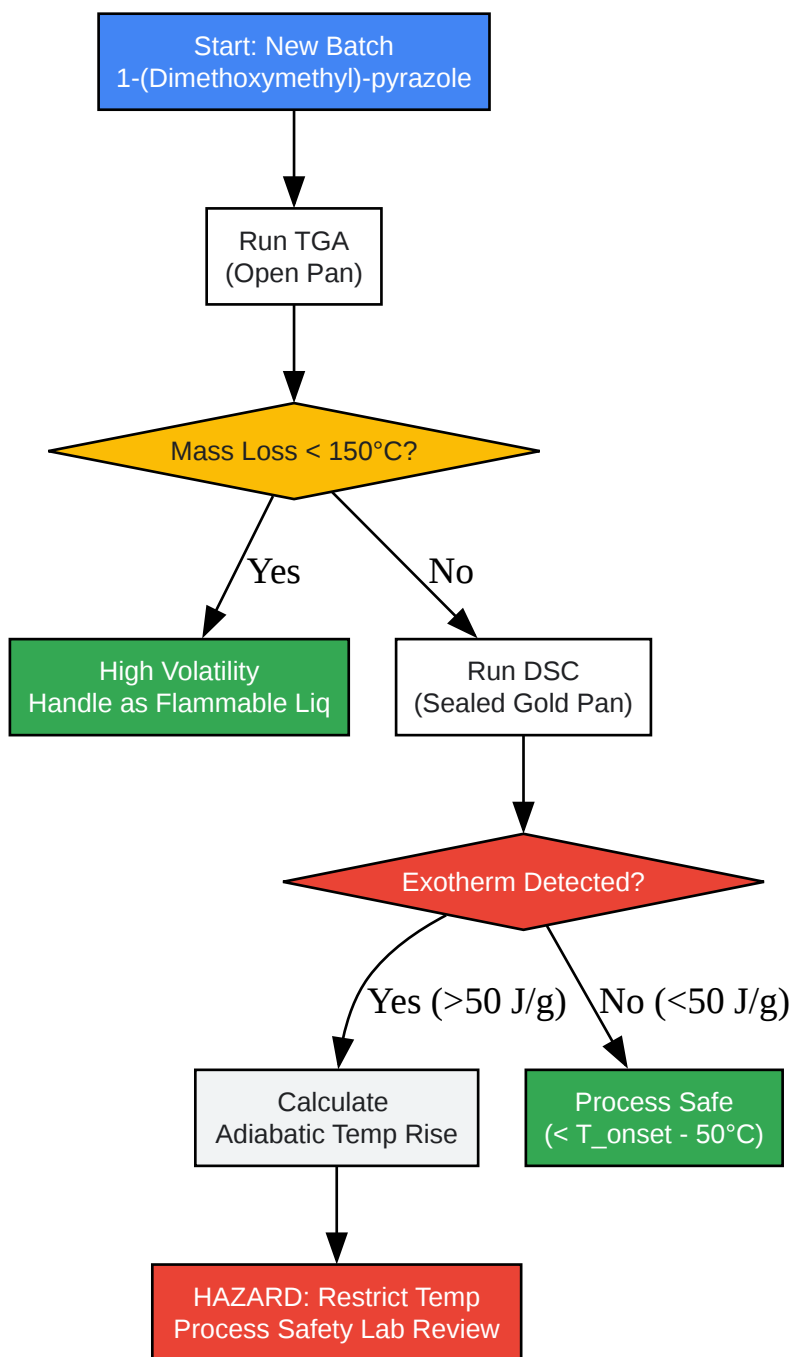 Start: New Batch
1-(Dimethoxymethyl)-pyrazole
Run TGA
(Open Pan)
Mass Loss < 150°C?
Yes
No
High Volatility
Handle as Flammable Liq
Run DSC
(Sealed Gold Pan)
Exotherm Detected?
Yes (>50 J/g)
No (<50 J/g)
Calculate
Adiabatic Temp Rise
Process Safe
(< T_onset - 50°C)
HAZARD: Restrict Temp
Process Safety Lab Review